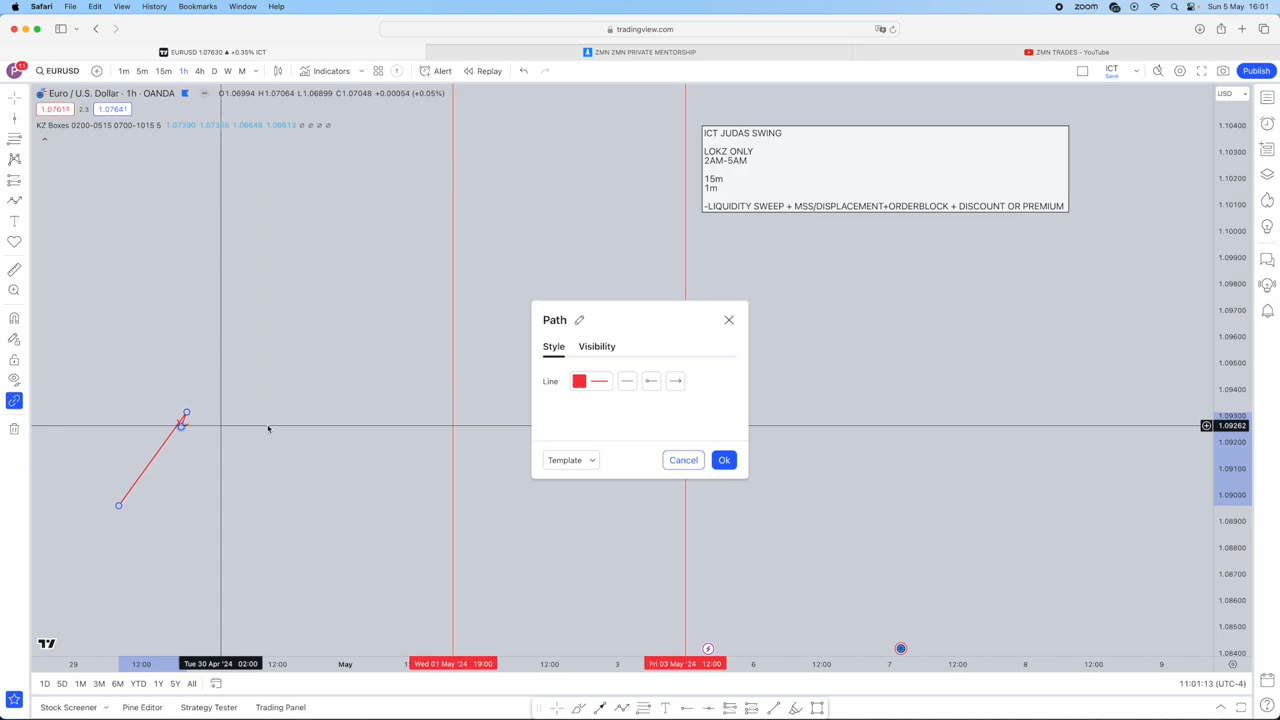 Safari File Edit View History Bookmarks Window Help zoom Sun 5 May 16:01
tradingview.com
EURUSD 1.07630 ▲ +0.35% ICT
ZMN ZMN PRIVATE MENTORSHIP
ZMN TRADES - YouTube
11 EURUSD 1m 5m 15m 1h 4h D W M Indicators Alert Replay ICT Save Publish
Euro / U.S. Dollar · 1h · OANDA O1.06994 H1.07064 L1.06899 C1.07048 +0.00054 (+0.05%)
USD
1.07618 2.3 1.07641
KZ Boxes 0200-0515 0700-1015 5
ICT JUDAS SWING
LOKZ ONLY
2AM-5AM
15m
1m
-LIQUIDITY SWEEP + MSS/DISPLACEMENT+ORDERBLOCK + DISCOUNT OR PREMIUM
Path
Style Visibility
Line
Template Cancel Ok
1.10400
1.10300
1.10200
1.10100
1.10000
1.09900
1.09800
1.09700
1.09600
1.09500
1.09400
1.09300
1.09262
1.09200
1.09100
1.09000
1.08900
1.08800
1.08700
1.08600
1.08500
1.08400
29 12:00 Tue 30 Apr '24 02:00 12:00 May Wed 01 May '24 19:00 12:00 3 Fri 03 May '24 12:00 6 12:00 7 12:00 8 12:00 9
1D 5D 1M 3M 6M YTD 1Y 5Y All 11:01:13 (UTC-4)
Stock Screener Pine Editor Strategy Tester Trading Panel